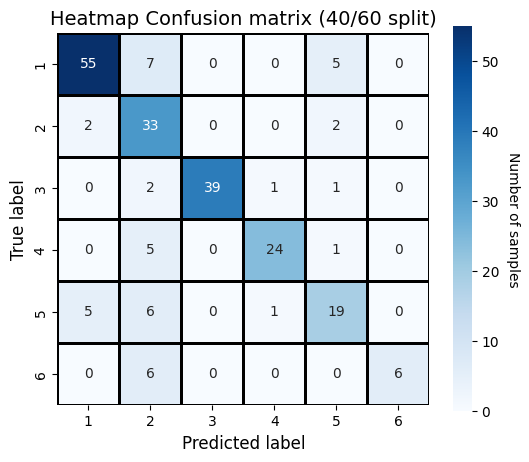 Heatmap Confusion matrix (40/60 split)
True label
1 55 7 0 0 5 0
2 2 33 0 0 2 0
3 0 2 39 1 1 0
4 0 5 0 24 1 0
5 5 6 0 1 19 0
6 0 6 0 0 0 6
1 2 3 4 5 6
Predicted label
50
40
30
20
10
0
Number of samples